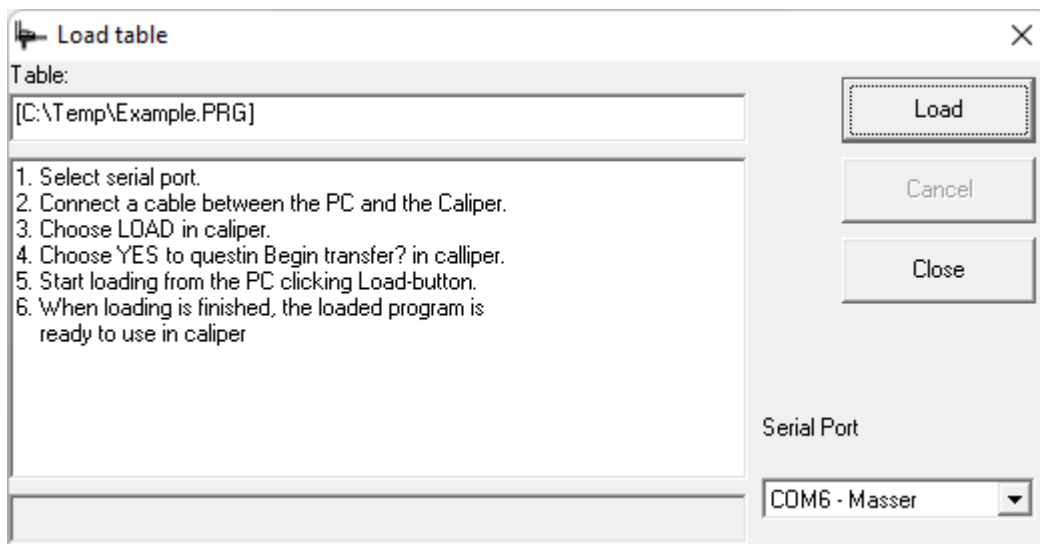 Load table
Table:
[C:\Temp\Example.PRG]
Load
1. Select serial port.
2. Connect a cable between the PC and the Caliper.
3. Choose LOAD in caliper.
4. Choose YES to questin Begin transfer? in calliper.
5. Start loading from the PC clicking Load-button.
6. When loading is finished, the loaded program is
ready to use in caliper
Cancel
Close
Serial Port
COM6 - Masser